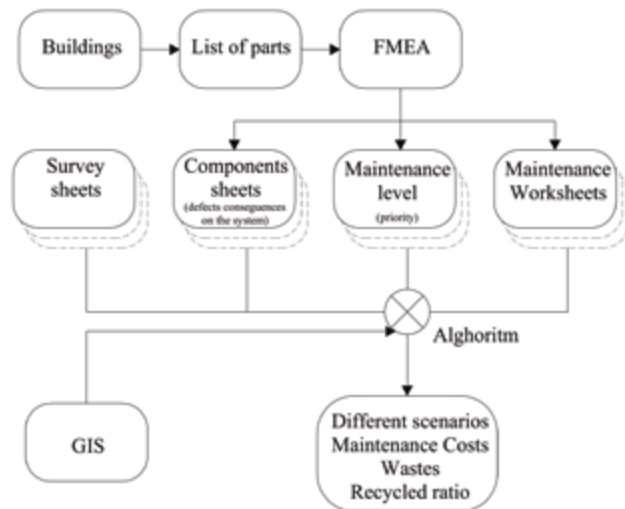 Buildings
List of parts
FMEA
Survey
sheets
Components
sheets
(defects conseguences
on the system)
Maintenance
level
(priority)
Maintenance
Worksheets
Alghoritm
GIS
Different scenarios
Maintenance Costs
Wastes
Recycled ratio